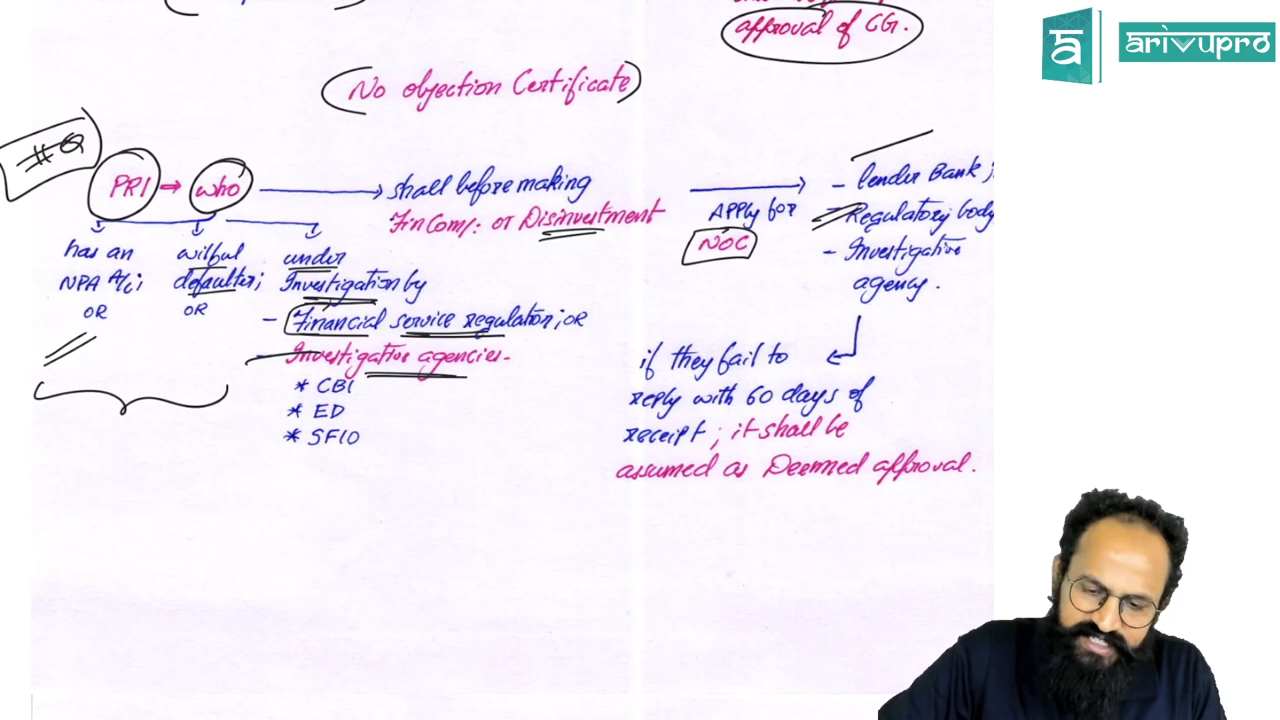 approval of CG.
arivupro
No objection Certificate
#Q
PRI ⇒ who
shall before making
Fin Com: or Disinvestment
Apply for
NOC
- lender Bank;
- Regulatory body
- Investigative
agency.
has an
NPA A/c;
OR
wilful
defaulter;
OR
under
Investigation by
- Financial service regulation; OR
- Investigative agencies.
* CBI
* ED
* SFIO
if they fail to
reply with 60 days of
receipt; it shall be
assumed as Deemed approval.